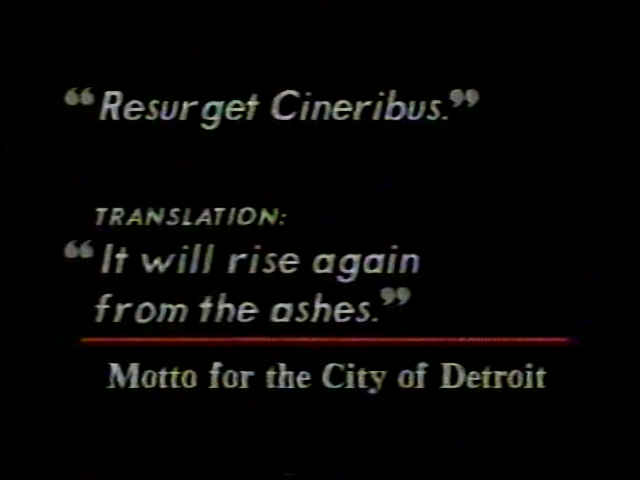 “Resurget Cineribus.”
TRANSLATION:
“It will rise again
from the ashes.”
Motto for the City of Detroit